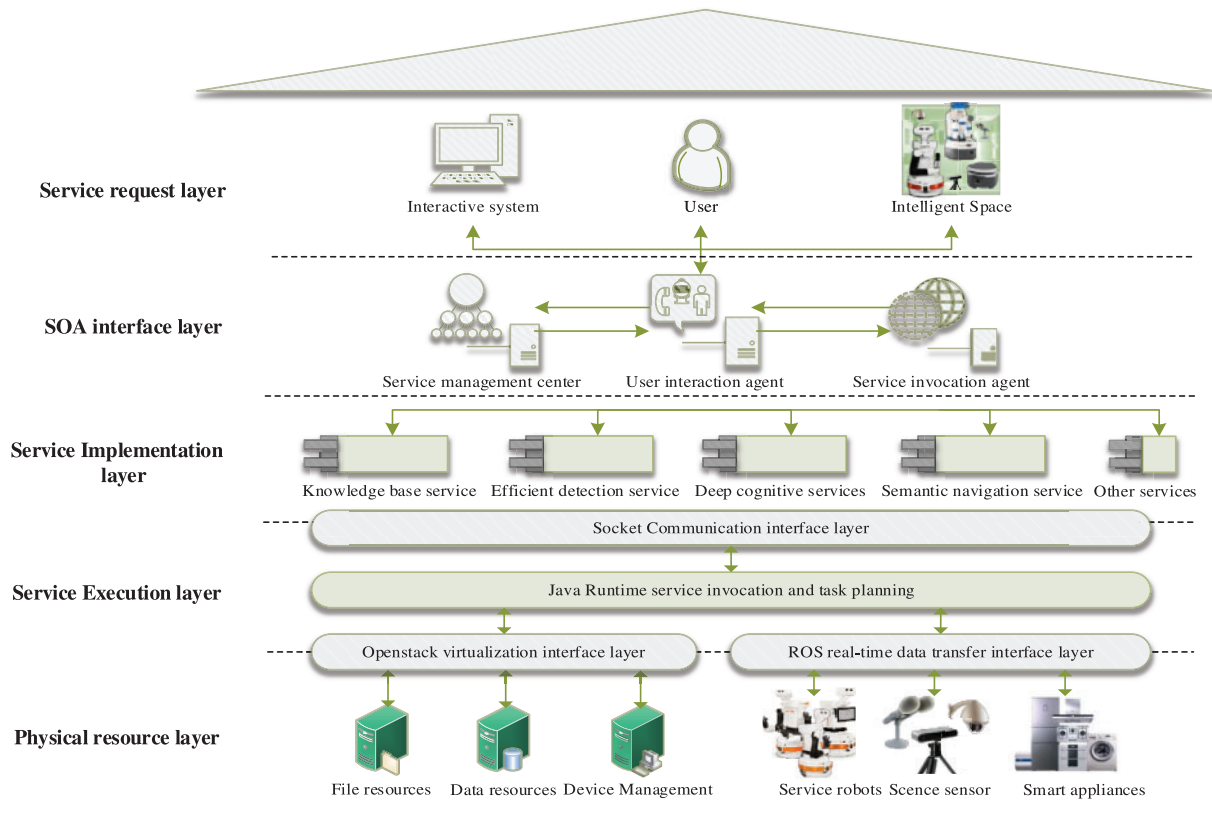 Service request layer
Interactive system
User
Intelligent Space
SOA interface layer
Service management center
User interaction agent
Service invocation agent
Service Implementation
layer
Knowledge base service
Efficient detection service
Deep cognitive services
Semantic navigation service
Other services
Socket Communication interface layer
Service Execution layer
Java Runtime service invocation and task planning
Openstack virtualization interface layer
ROS real-time data transfer interface layer
Physical resource layer
File resources
Data resources
Device Management
Service robots
Scence sensor
Smart appliances